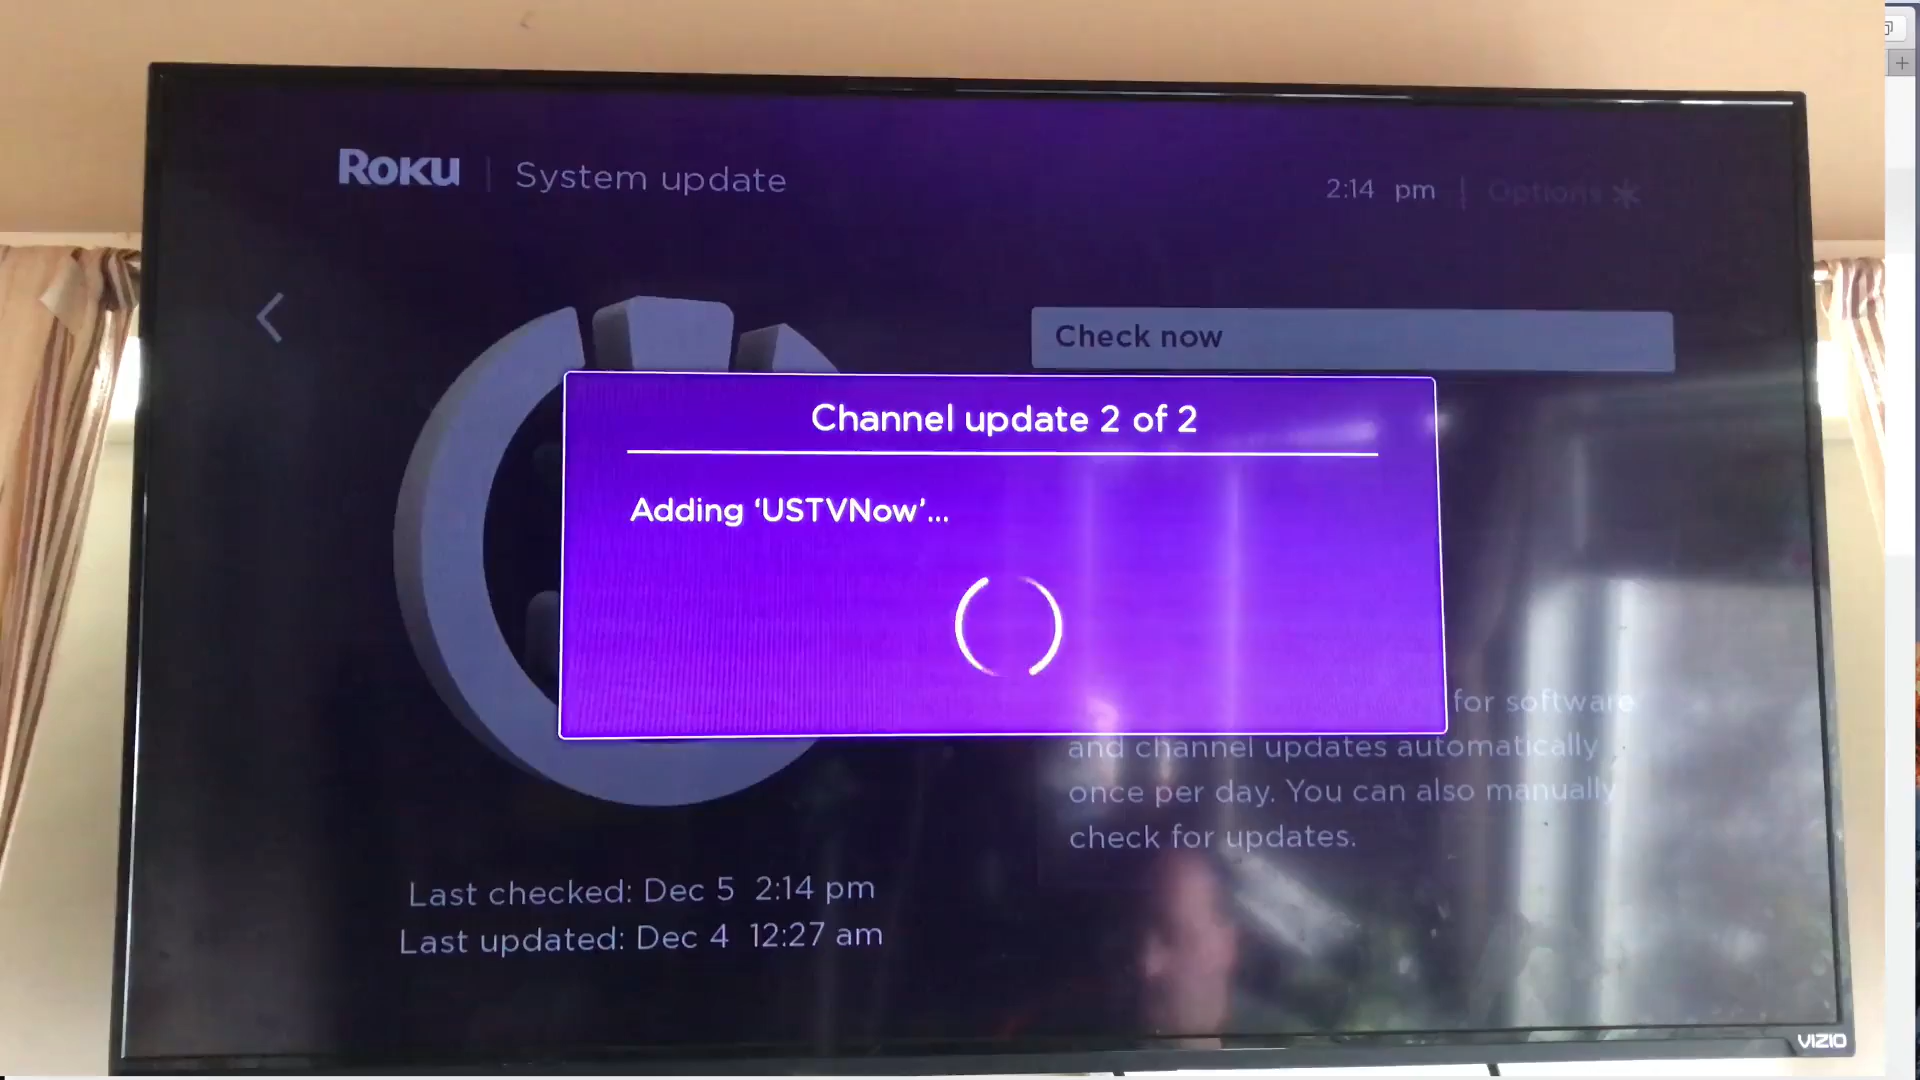 Roku | System update
2:14 pm | Options *
Check now
Channel update 2 of 2
Adding ‘USTVNow’...
for software
and channel updates automatically
once per day. You can also manually
check for updates.
Last checked: Dec 5 2:14 pm
Last updated: Dec 4 12:27 am
VIZIO